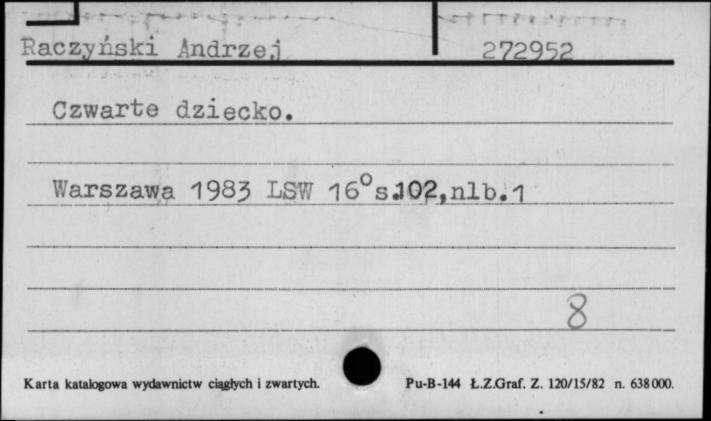 Raczyński Andrzej 272952
Czwarte dziecko.
Warszawa 1983 LSW 16° s.102,nlb.1
8
Karta katalogowa wydawnictw ciągłych i zwartych. Pu-B-144 Ł.Z.Graf. Z. 120/15/82 n. 638000.